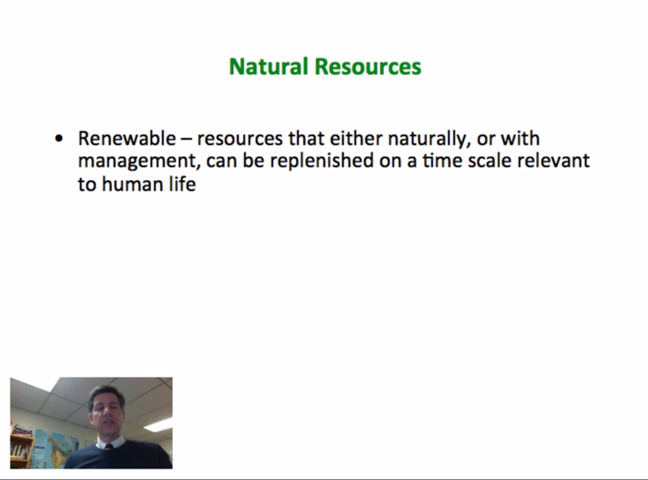 Natural Resources
• Renewable – resources that either naturally, or with
management, can be replenished on a time scale relevant
to human life